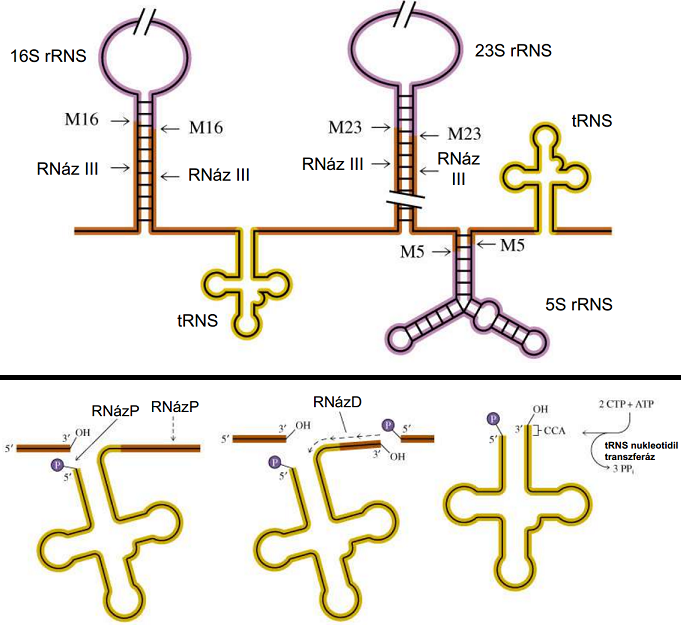 16S rRNS
23S rRNS
M16
M16
RNáz III
RNáz III
M23
M23
RNáz III
RNáz
III
tRNS
tRNS
M5
M5
5S rRNS
RNázP
RNázP
5′
3′
OH
P
5′
RNázD
5′
3′
OH
P
5′
3′
OH
P
5′
P
5′
OH
3′
CCA
2 CTP + ATP
tRNS nukleotidil
transzferáz
3 PPi